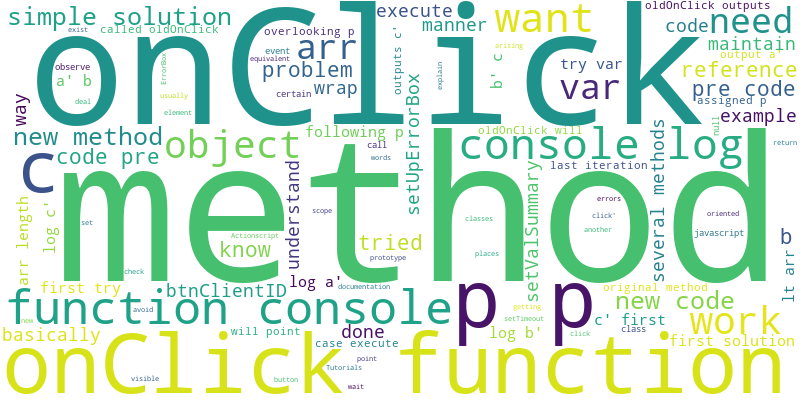 oldOnClick outputs
simple solution
execute
want
need
called oldOnClick
exist
overlooking p
manner
code
onClick
arr
maintain
event
observe
ErrorBox
outputs c'
arising
output a'
equivalent
problem
try var
reference
a' b
explain
b' c
deal
usually
certain
wrap
var
pre code
way
element
assigned p
null
example
new method
following p
oldOnClick will
call
object
console log
return
code pre
words
c
last iteration
understand
setUpErrorBox
method
setValSummary
several methods
errors
arr length
log c'
set
scope
classes
click'
oriented
another
javascript
Actionscript
tried
places
b
know
prototype
check
log a'
documentation
lt arr
first try
btnClientID
original method
p p
new code
function console
getting
new
avoid
setTimeout
c' first
work
basically
will point
done
log b'
class
click
first solution
case execute
point
Tutorials
onClick function
visible
button
wait